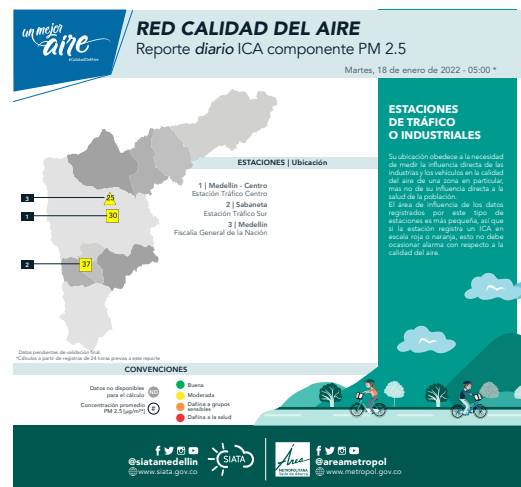 un mejor
aire
#CalidadDelAire
RED CALIDAD DEL AIRE
Reporte diario ICA componente PM 2.5
Martes, 18 de enero de 2022 - 05:00 *
ESTACIONES | Ubicación
1 | Medellín - Centro
Estación Tráfico Centro
2 | Sabaneta
Estación Tráfico Sur
3 | Medellín
Fiscalía General de la Nación
3
25
1
30
2
37
ESTACIONES
DE TRÁFICO
O INDUSTRIALES
Su ubicación obedece a la necesidad
de medir la influencia directa de las
industrias y los vehículos en la calidad
del aire de una zona en particular,
mas no de su influencia directa a la
salud de la población.
El área de influencia de los datos
registrados por este tipo de
estaciones es más pequeña, así que
si la estación registra un ICA en
escala roja o naranja, esto no debe
ocasionar alarma con respecto a la
calidad del aire.
Datos pendientes de validación final.
*Cálculos a partir de registros de 24 horas previas a este reporte
CONVENCIONES
Datos no disponibles
para el cálculo
Concentración promedio
PM 2.5 [µg/m³]
#
Buena
Moderada
Dañina a grupos
sensibles
Dañina a la salud
@siatamedellin
www.siata.gov.co
SIATA
Área
METROPOLITANA
Valle de Aburrá
@areametropol
www.metropol.gov.co